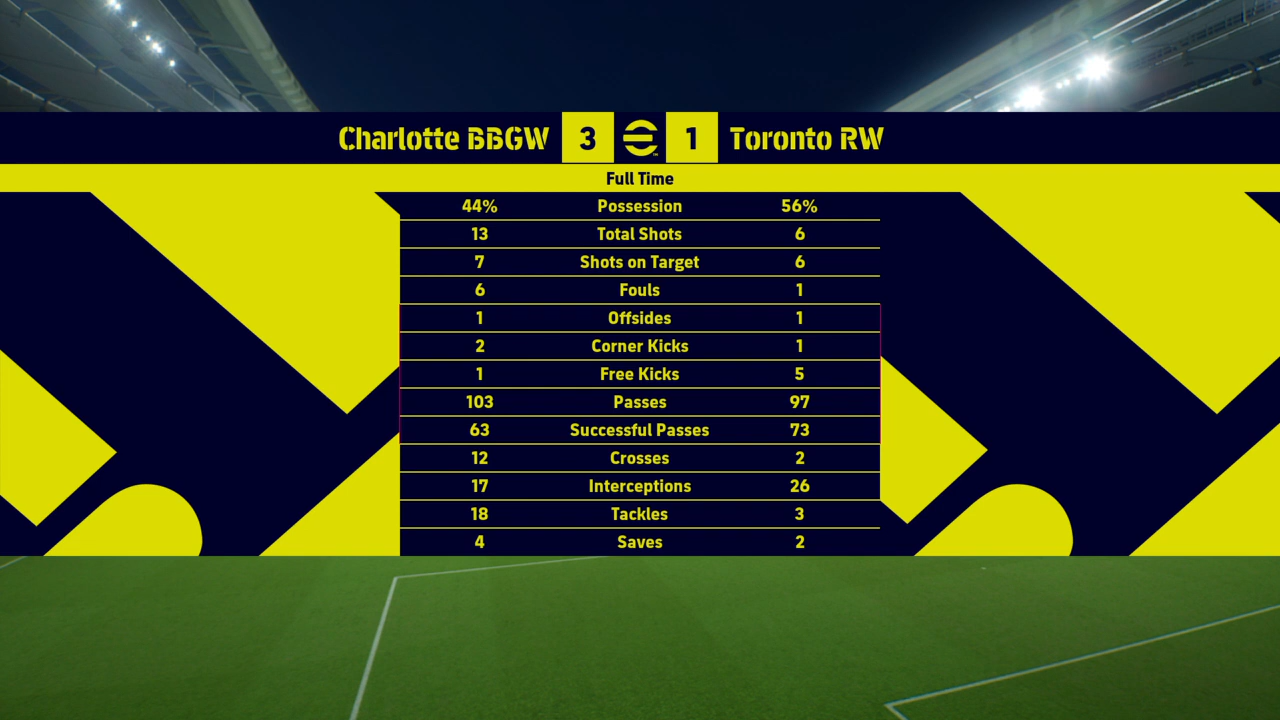 Charlotte BBGW 3 1 Toronto RW
Full Time
44% Possession 56%
13 Total Shots 6
7 Shots on Target 6
6 Fouls 1
1 Offsides 1
2 Corner Kicks 1
1 Free Kicks 5
103 Passes 97
63 Successful Passes 73
12 Crosses 2
17 Interceptions 26
18 Tackles 3
4 Saves 2